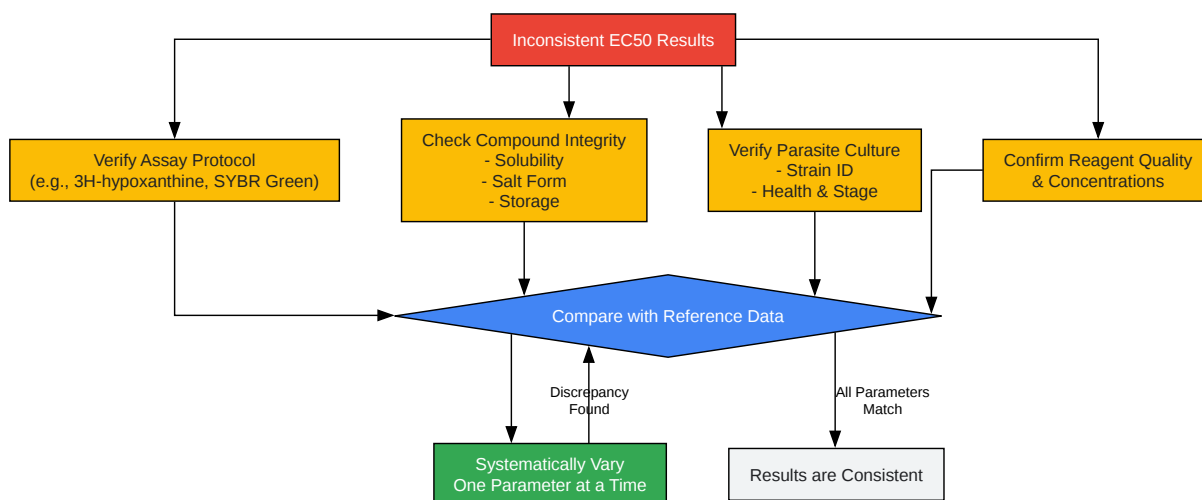 Inconsistent EC50 Results
Verify Assay Protocol
(e.g., 3H-hypoxanthine, SYBR Green)
Check Compound Integrity
- Solubility
- Salt Form
- Storage
Verify Parasite Culture
- Strain ID
- Health & Stage
Confirm Reagent Quality
& Concentrations
Compare with Reference Data
Discrepancy
Found
All Parameters
Match
Systematically Vary
One Parameter at a Time
Results are Consistent